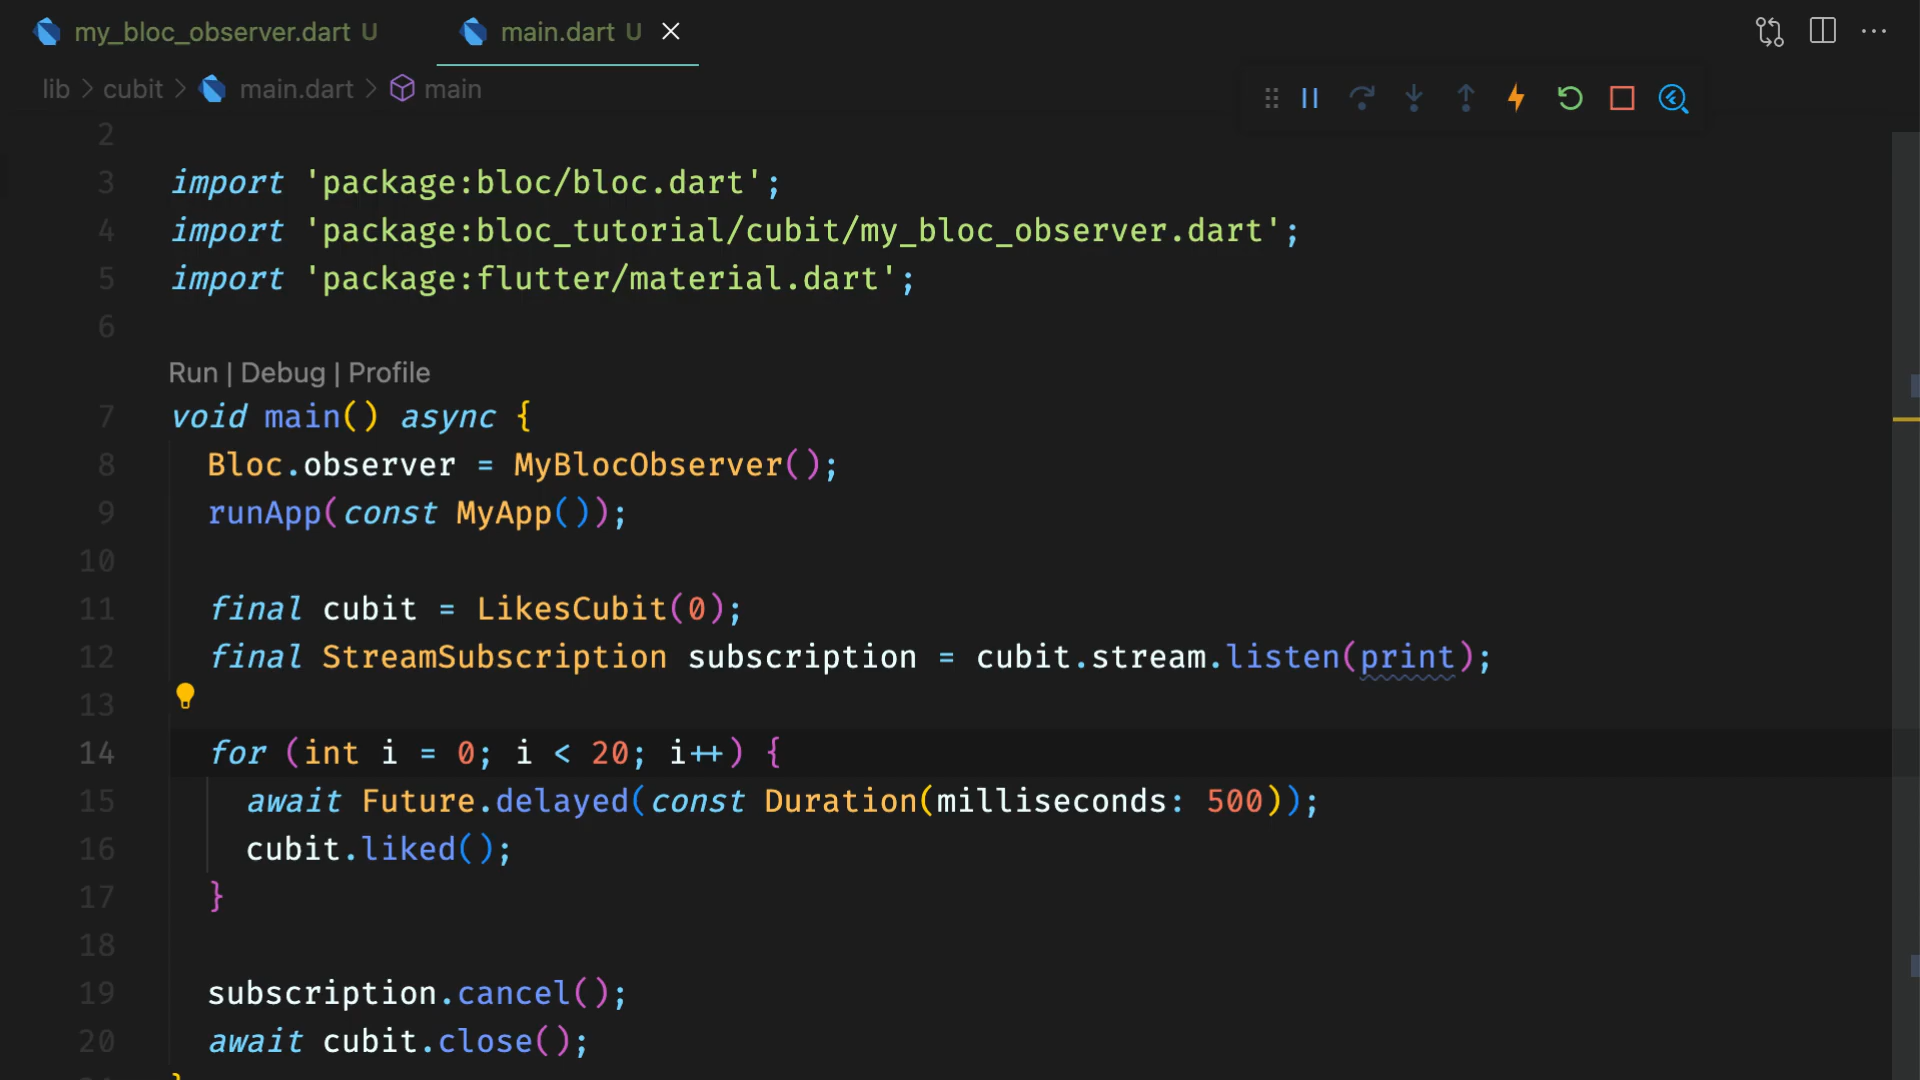 my_bloc_observer.dart U
main.dart U
lib > cubit > main.dart > main
2
3 import 'package:bloc/bloc.dart';
4 import 'package:bloc_tutorial/cubit/my_bloc_observer.dart';
5 import 'package:flutter/material.dart';
6
Run | Debug | Profile
7 void main() async {
8 Bloc.observer = MyBlocObserver();
9 runApp(const MyApp());
10
11 final cubit = LikesCubit(0);
12 final StreamSubscription subscription = cubit.stream.listen(print);
13
14 for (int i = 0; i < 20; i++) {
15 await Future.delayed(const Duration(milliseconds: 500));
16 cubit.liked();
17 }
18
19 subscription.cancel();
20 await cubit.close();